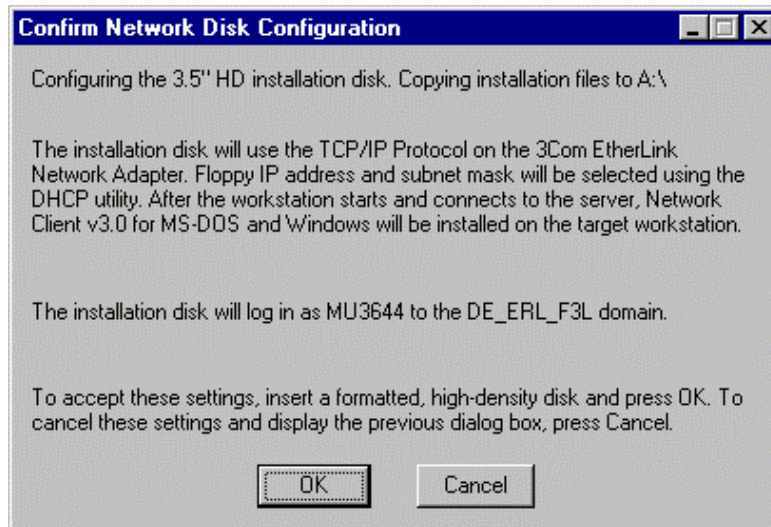 Confirm Network Disk Configuration
Configuring the 3.5" HD installation disk. Copying installation files to A:\
The installation disk will use the TCP/IP Protocol on the 3Com EtherLink
Network Adapter. Floppy IP address and subnet mask will be selected using the
DHCP utility. After the workstation starts and connects to the server, Network
Client v3.0 for MS-DOS and Windows will be installed on the target workstation.
The installation disk will log in as MU3644 to the DE_ERL_F3L domain.
To accept these settings, insert a formatted, high-density disk and press OK. To
cancel these settings and display the previous dialog box, press Cancel.
OK Cancel